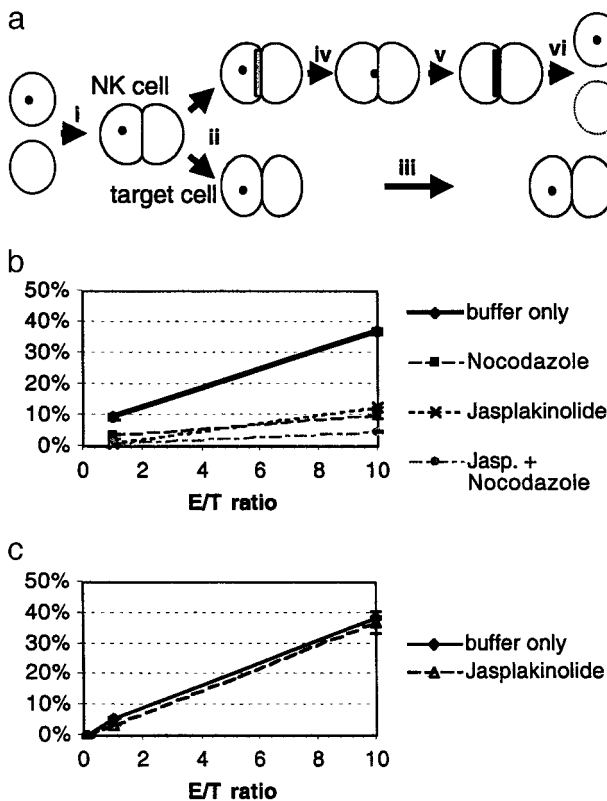 a
NK cell
target cell
i
ii
iii
iv
v
vi
b
50%
40%
30%
20%
10%
0%
0 2 4 6 8 10
E/T ratio
buffer only
Nocodazole
Jasplakinolide
Jasp. +
Nocodazole
c
50%
40%
30%
20%
10%
0%
0 2 4 6 8 10
E/T ratio
buffer only
Jasplakinolide